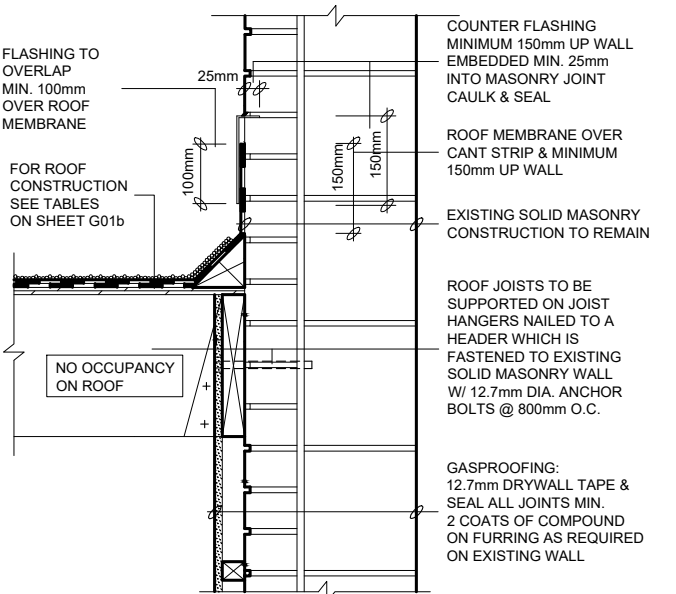 FLASHING TO
OVERLAP
MIN. 100mm
OVER ROOF
MEMBRANE
FOR ROOF
CONSTRUCTION
SEE TABLES
ON SHEET G01b
NO OCCUPANCY
ON ROOF
25mm
100mm
150mm
150mm
COUNTER FLASHING
MINIMUM 150mm UP WALL
EMBEDDED MIN. 25mm
INTO MASONRY JOINT
CAULK & SEAL
ROOF MEMBRANE OVER
CANT STRIP & MINIMUM
150mm UP WALL
EXISTING SOLID MASONRY
CONSTRUCTION TO REMAIN
ROOF JOISTS TO BE
SUPPORTED ON JOIST
HANGERS NAILED TO A
HEADER WHICH IS
FASTENED TO EXISTING
SOLID MASONRY WALL
W/ 12.7mm DIA. ANCHOR
BOLTS @ 800mm O.C.
GASPROOFING:
12.7mm DRYWALL TAPE &
SEAL ALL JOINTS MIN.
2 COATS OF COMPOUND
ON FURRING AS REQUIRED
ON EXISTING WALL